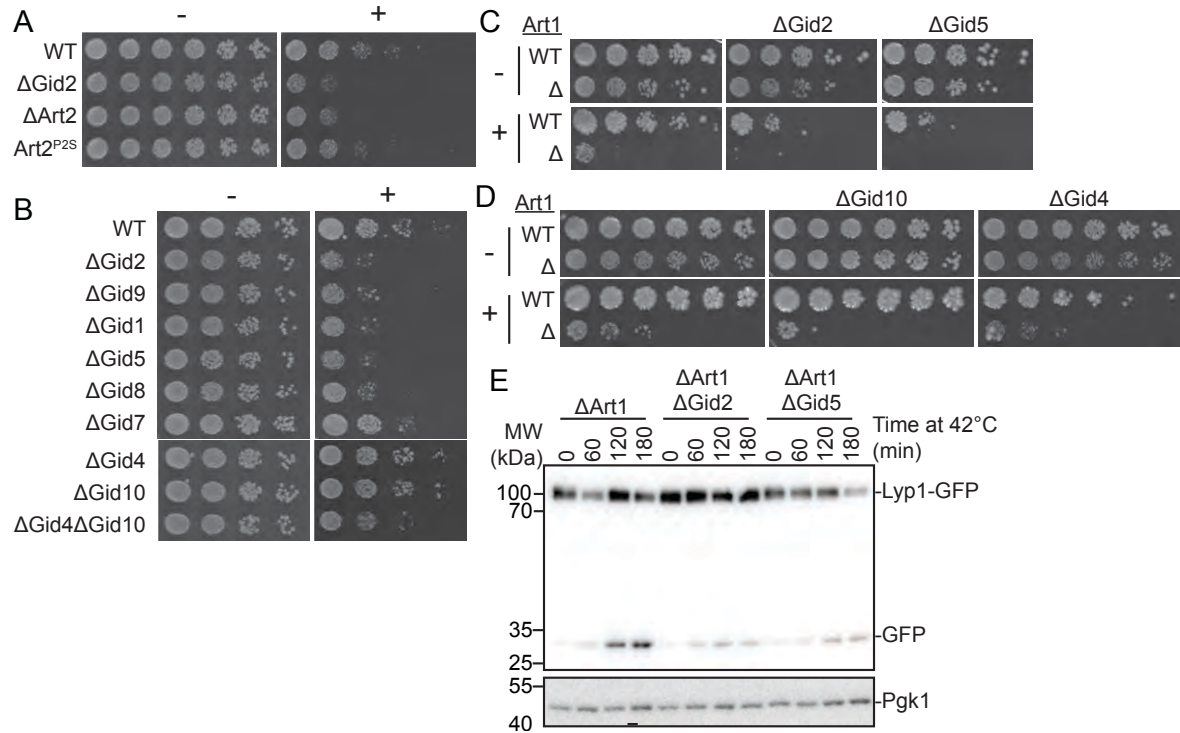 A
- +
WT
ΔGid2
ΔArt2
Art2P2S
B
- +
WT
ΔGid2
ΔGid9
ΔGid1
ΔGid5
ΔGid8
ΔGid7
ΔGid4
ΔGid10
ΔGid4ΔGid10
C
Art1 ΔGid2 ΔGid5
- WT
Δ
+ WT
Δ
D
Art1 ΔGid10 ΔGid4
- WT
Δ
+ WT
Δ
E
ΔArt1 ΔArt1
ΔArt1 ΔGid2 ΔGid5
MW (kDa) 0 60 120 180 0 60 120 180 0 60 120 180 Time at 42°C (min)
100 -Lyp1-GFP
70
35 -GFP
25
55 -Pgk1
40